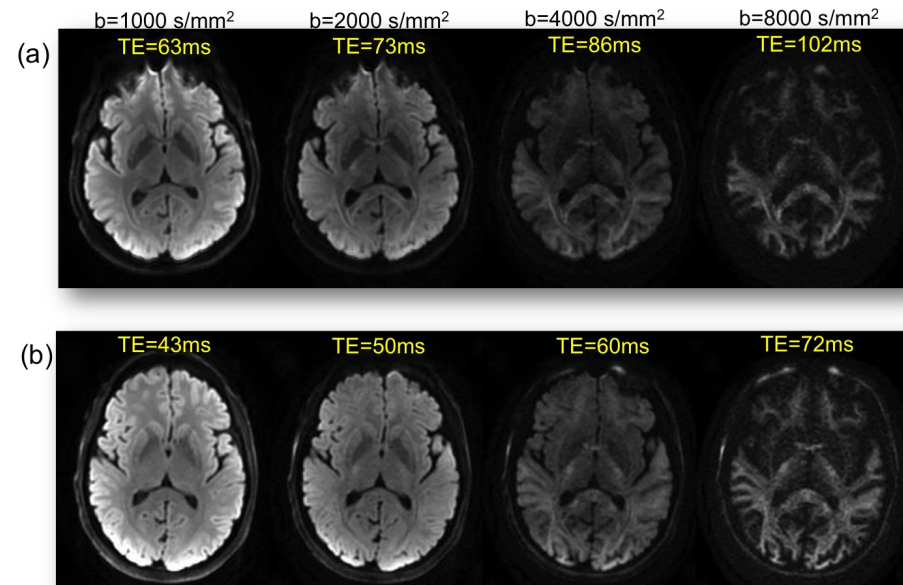 b=1000 s/mm² b=2000 s/mm² b=4000 s/mm² b=8000 s/mm²
(a) TE=63ms TE=73ms TE=86ms TE=102ms
(b) TE=43ms TE=50ms TE=60ms TE=72ms